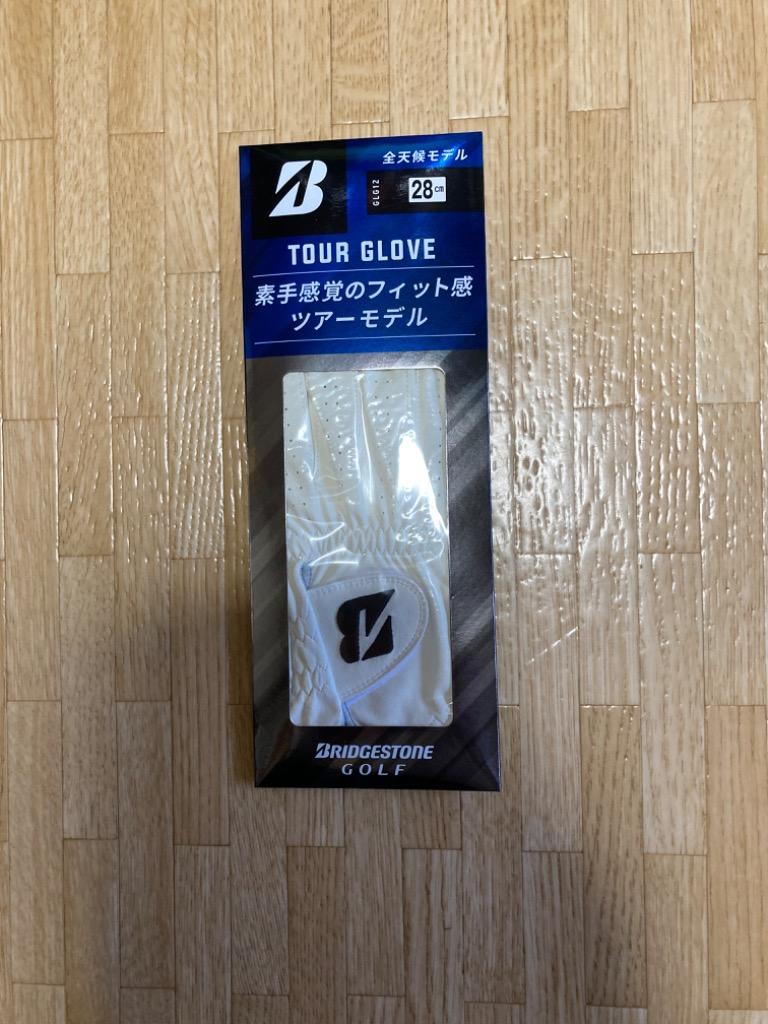 B
全天候モデル
GLG12
28cm
TOUR GLOVE
素手感覚のフィット感
ツアーモデル
B
BRIDGESTONE
GOLF